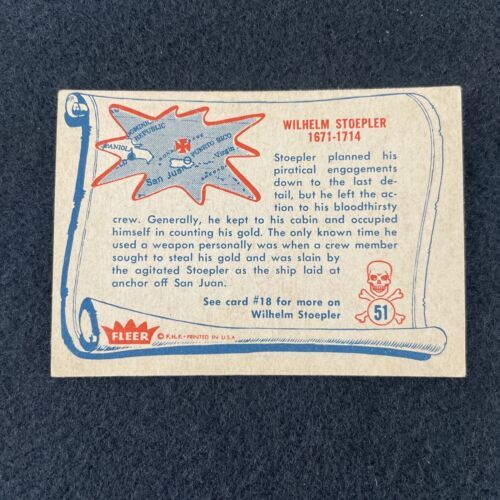 WILHELM STOEPLER
1671-1714
DOMINICAN
REPUBLIC
PUERTO RICO
Virgin
San Juan
Stoepler planned his
piratical engagements
down to the last de-
tail, but he left the ac-
tion to his bloodthirsty
crew. Generally, he kept to his cabin and occupied
himself in counting his gold. The only known time he
used a weapon personally was when a crew member
sought to steal his gold and was slain by
the agitated Stoepler as the ship laid at
anchor off San Juan.
See card #18 for more on
Wilhelm Stoepler
51
FLEER
© F.H.F.-PRINTED IN U.S.A.